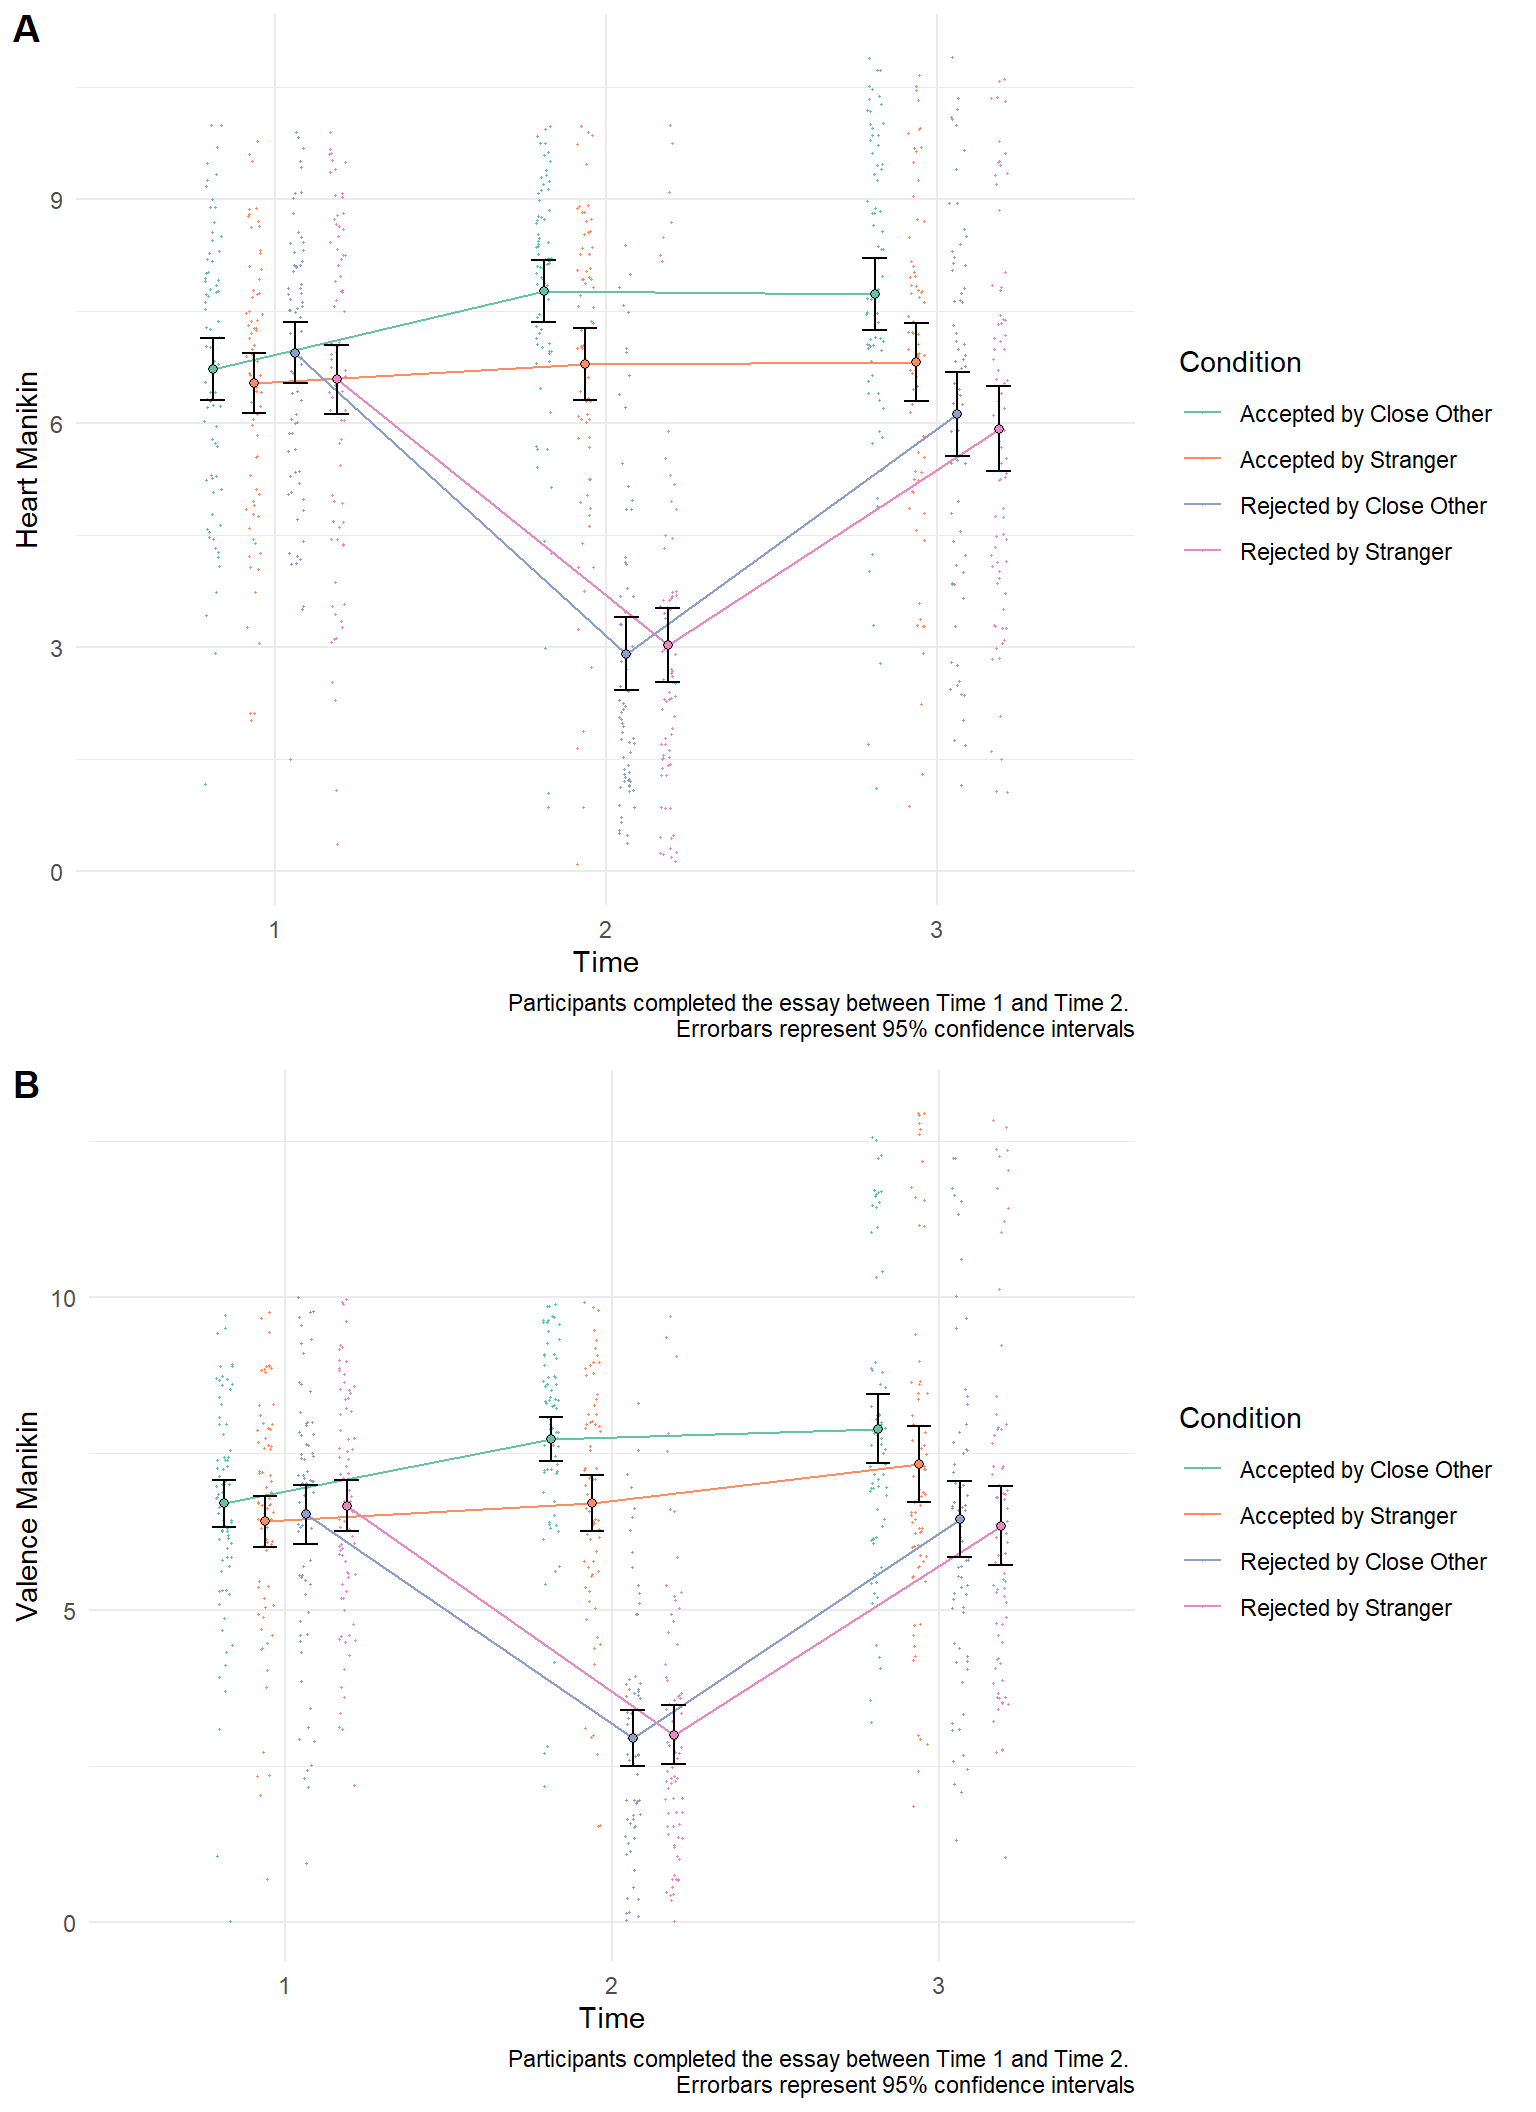 A
9
6
3
0
Heart Manikin
1 2 3
Time
Participants completed the essay between Time 1 and Time 2.
Errorbars represent 95% confidence intervals
Condition
Accepted by Close Other
Accepted by Stranger
Rejected by Close Other
Rejected by Stranger
B
10
5
0
Valence Manikin
1 2 3
Time
Participants completed the essay between Time 1 and Time 2.
Errorbars represent 95% confidence intervals
Condition
Accepted by Close Other
Accepted by Stranger
Rejected by Close Other
Rejected by Stranger